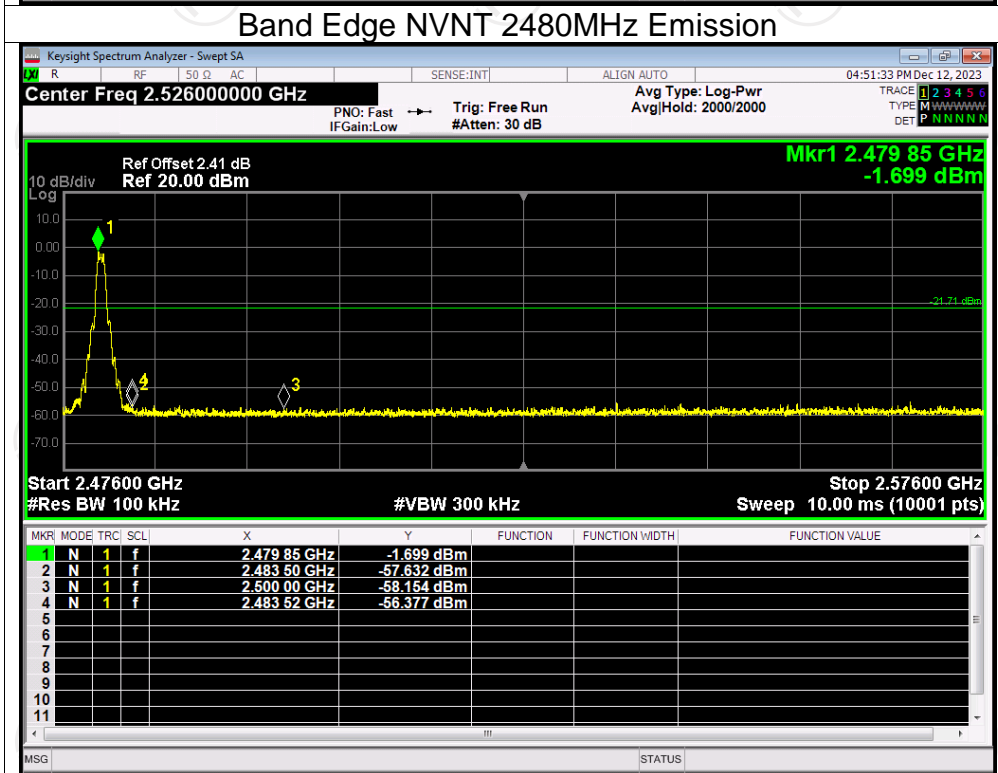 Band Edge NVNT 2480MHz Emission
Keysight Spectrum Analyzer - Swept SA
LXI R RF 50 Ω AC SENSE:INT ALIGN AUTO 04:51:33 PM Dec 12, 2023
Center Freq 2.526000000 GHz
PNO: Fast
IFGain:Low
Trig: Free Run
#Atten: 30 dB
Avg Type: Log-Pwr
Avg|Hold: 2000/2000
TRACE 1 2 3 4 5 6
TYPE M WWWWW
DET P N N N N N
Mkr1 2.479 85 GHz
-1.699 dBm
Ref Offset 2.41 dB
10 dB/div Ref 20.00 dBm
Log
10.0
0.00
-10.0
-20.0
-30.0
-40.0
-50.0
-60.0
-70.0
1
-21.71 dBm
4
2
3
Start 2.47600 GHz Stop 2.57600 GHz
#Res BW 100 kHz #VBW 300 kHz Sweep 10.00 ms (10001 pts)
MKR MODE TRC SCL X Y FUNCTION FUNCTION WIDTH FUNCTION VALUE
1 N 1 f 2.479 85 GHz -1.699 dBm
2 N 1 f 2.483 50 GHz -57.632 dBm
3 N 1 f 2.500 00 GHz -58.154 dBm
4 N 1 f 2.483 52 GHz -56.377 dBm
5
6
7
8
9
10
11
MSG STATUS